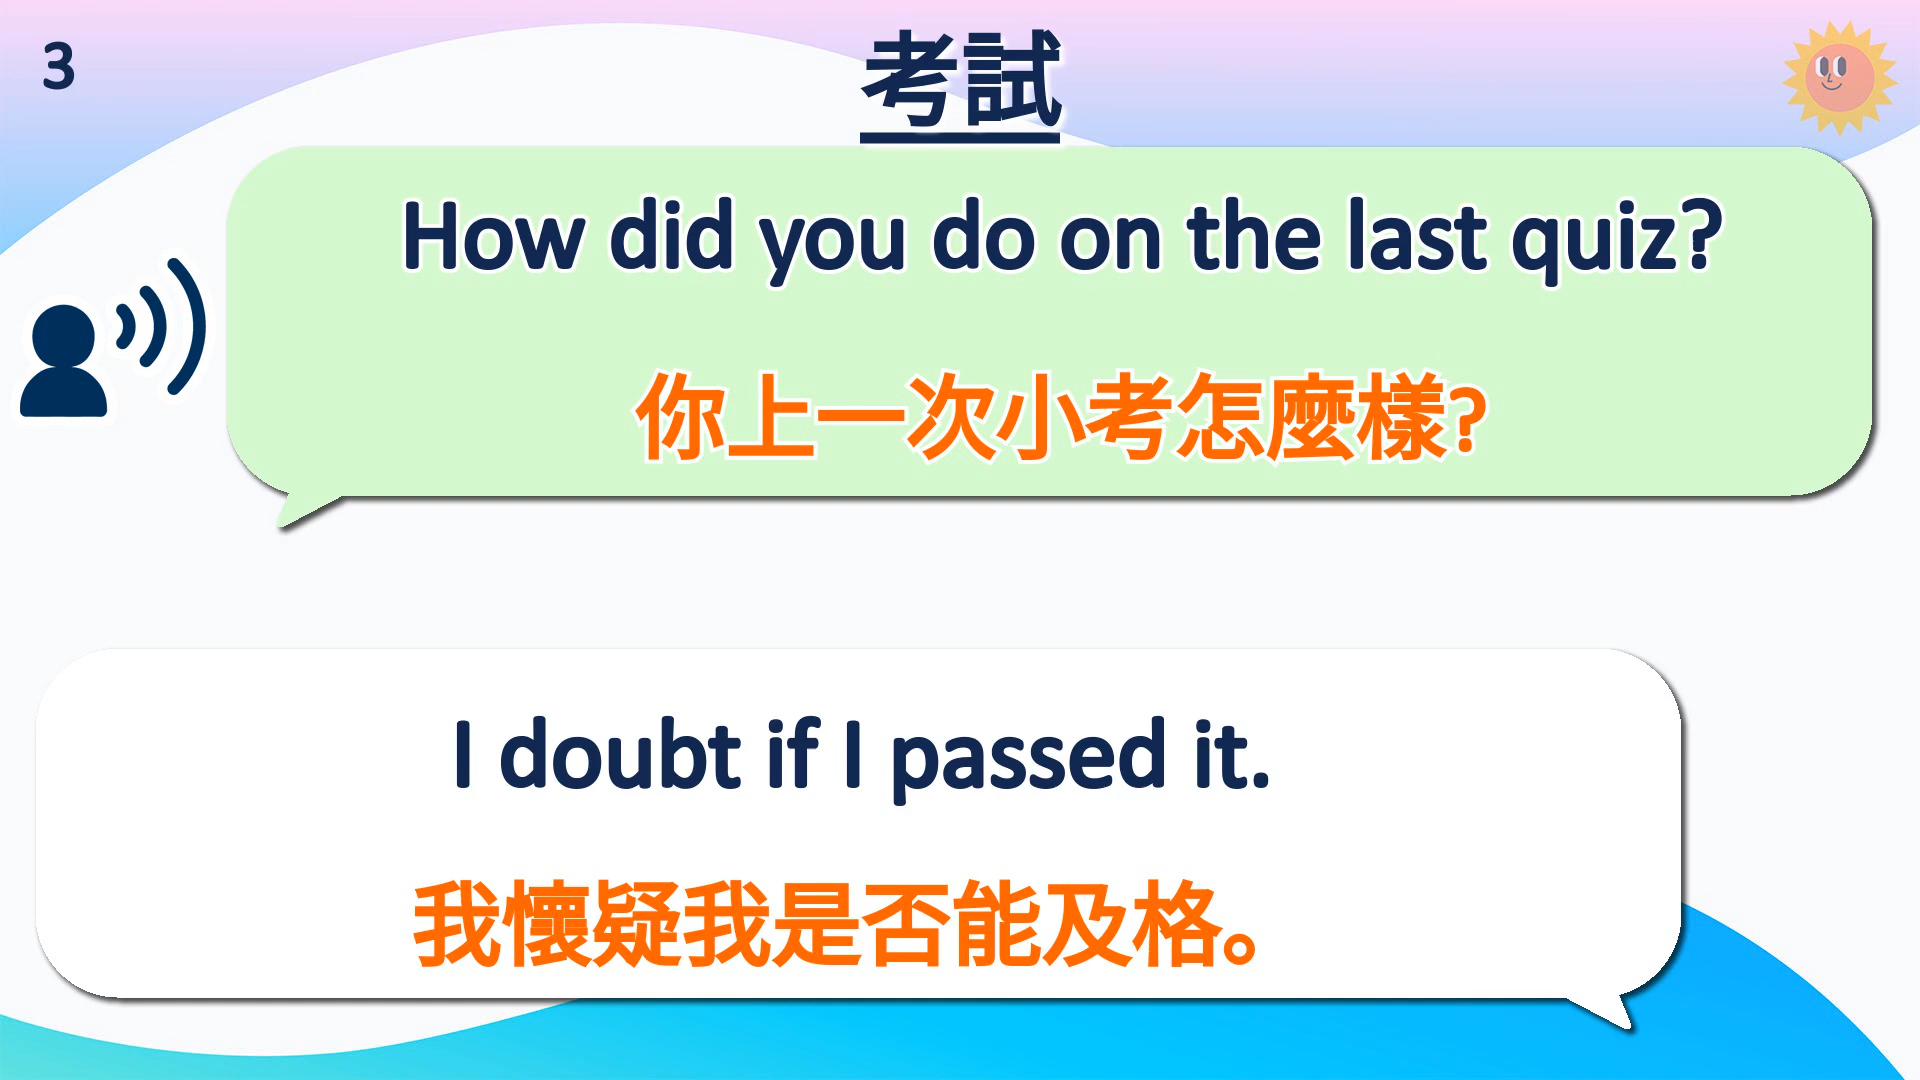 3
考試
How did you do on the last quiz?
你上一次小考怎麼樣?
I doubt if I passed it.
我懷疑我是否能及格。